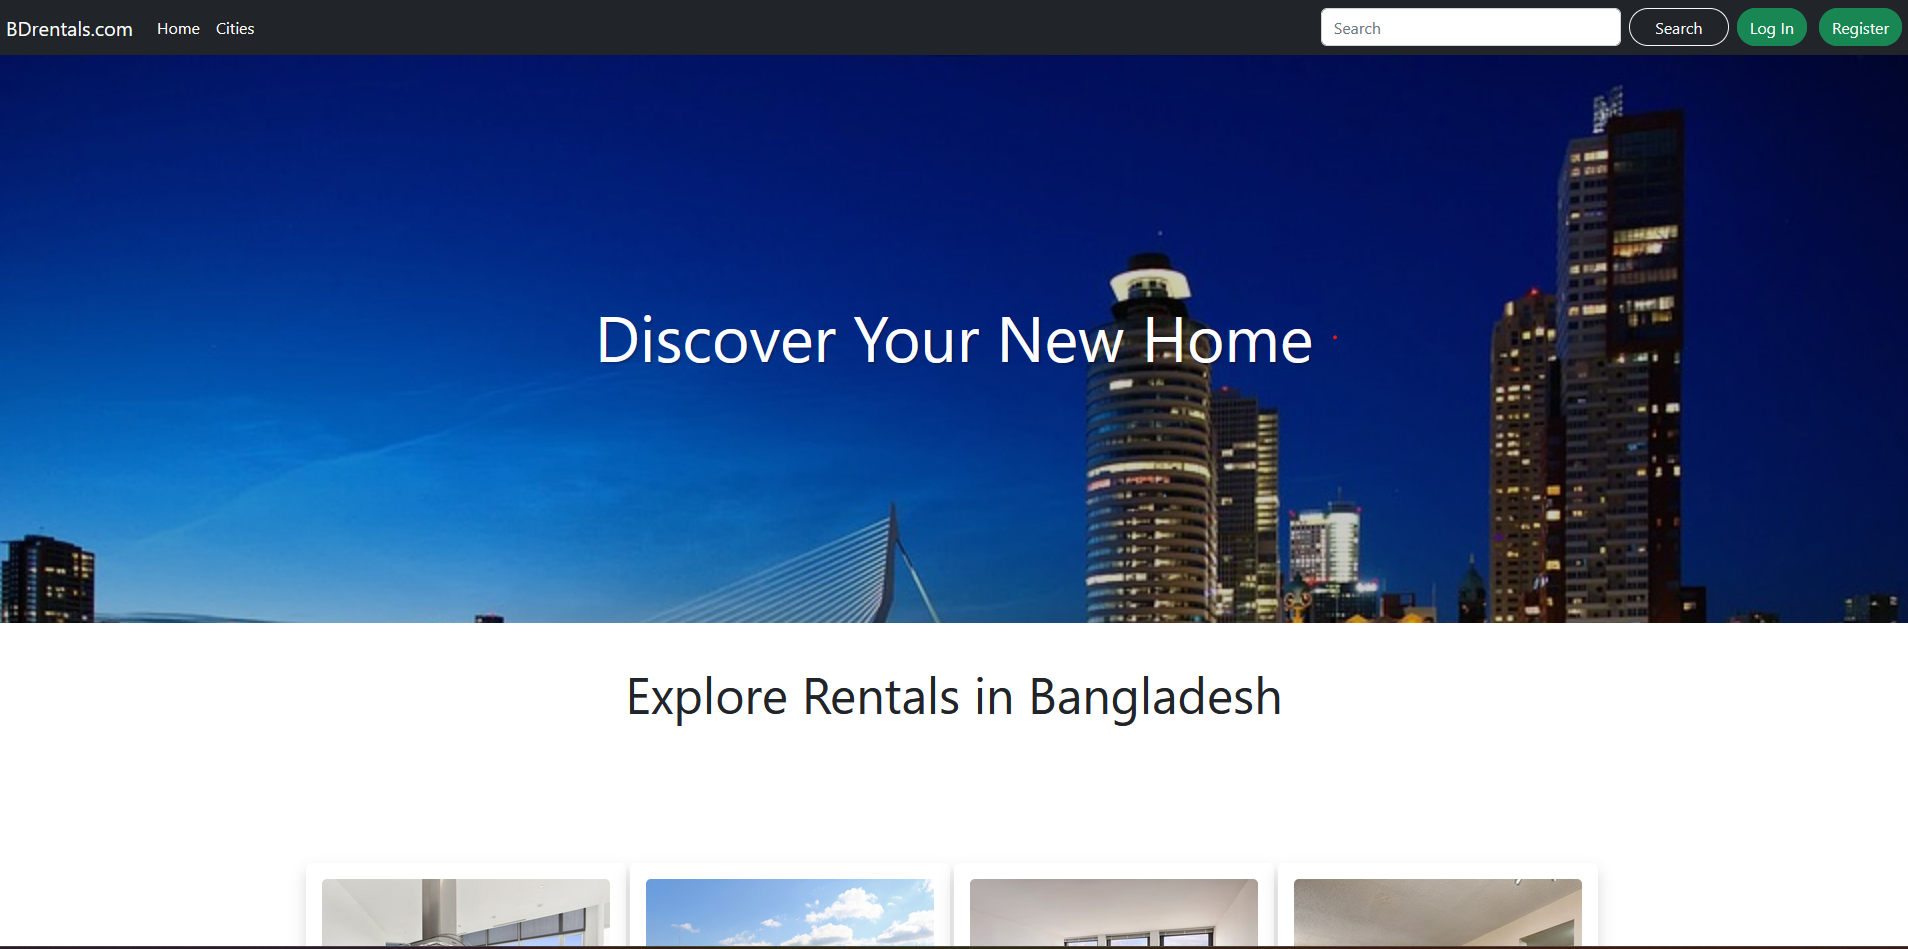 BDrentals.com Home Cities Search Search Log In Register
Discover Your New Home
Explore Rentals in Bangladesh